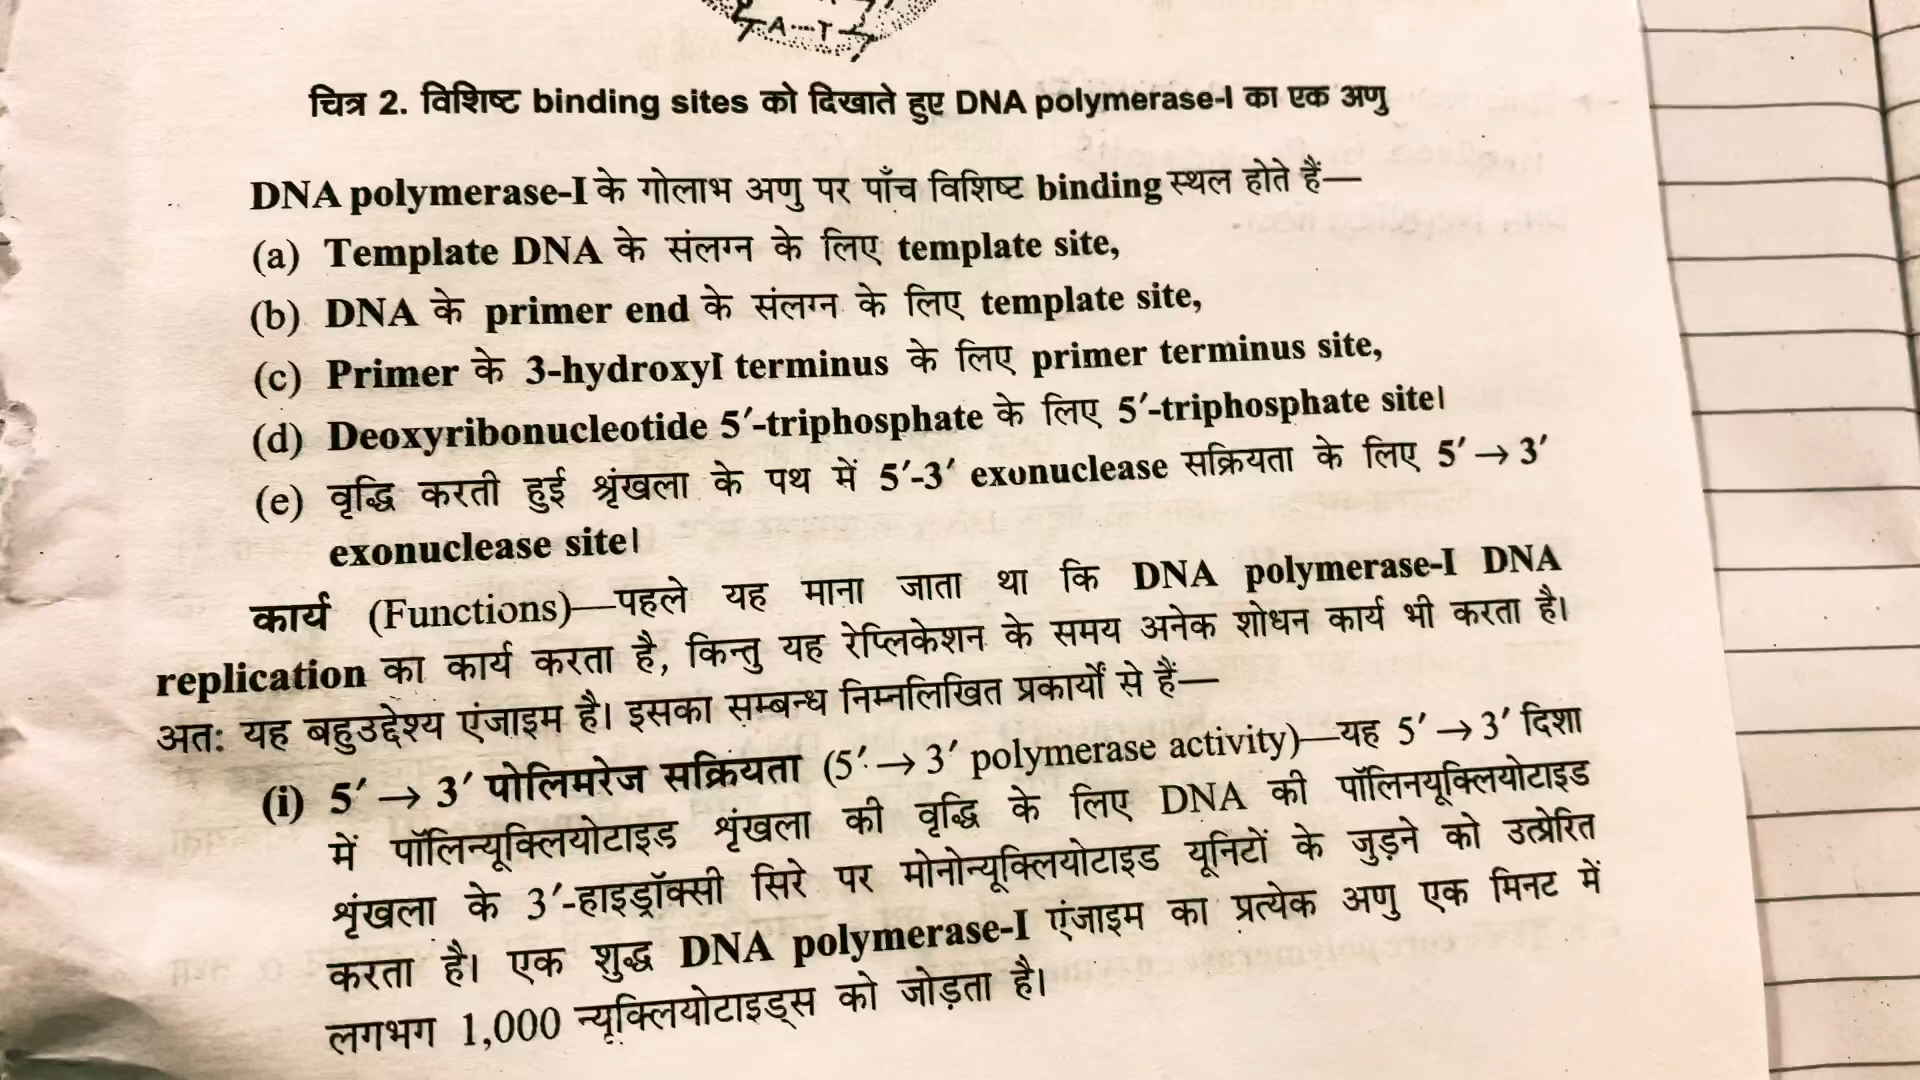 A····T
चित्र 2. विशिष्ट binding sites को दिखाते हुए DNA polymerase-I का एक अणु
DNA polymerase-I के गोलाभ अणु पर पाँच विशिष्ट binding स्थल होते हैं—
(a) Template DNA के संलग्न के लिए template site,
(b) DNA के primer end के संलग्न के लिए template site,
(c) Primer के 3-hydroxyl terminus के लिए primer terminus site,
(d) Deoxyribonucleotide 5′-triphosphate के लिए 5′-triphosphate site।
(e) वृद्धि करती हुई श्रृंखला के पथ में 5′-3′ exonuclease सक्रियता के लिए 5′ → 3′
exonuclease site।
कार्य (Functions)—पहले यह माना जाता था कि DNA polymerase-I DNA
replication का कार्य करता है, किन्तु यह रेप्लिकेशन के समय अनेक शोधन कार्य भी करता है।
अतः यह बहुउद्देश्य एंजाइम है। इसका सम्बन्ध निम्नलिखित प्रकार्यों से हैं—
(i) 5′ → 3′ पोलिमरेज सक्रियता (5′ → 3′ polymerase activity)—यह 5′ → 3′ दिशा
में पॉलिन्यूक्लियोटाइड शृंखला की वृद्धि के लिए DNA की पॉलिनयूक्लियोटाइड
शृंखला के 3′-हाइड्रॉक्सी सिरे पर मोनोन्यूक्लियोटाइड यूनिटों के जुड़ने को उत्प्रेरित
करता है। एक शुद्ध DNA polymerase-I एंजाइम का प्रत्येक अणु एक मिनट में
लगभग 1,000 न्यूक्लियोटाइड्स को जोड़ता है।